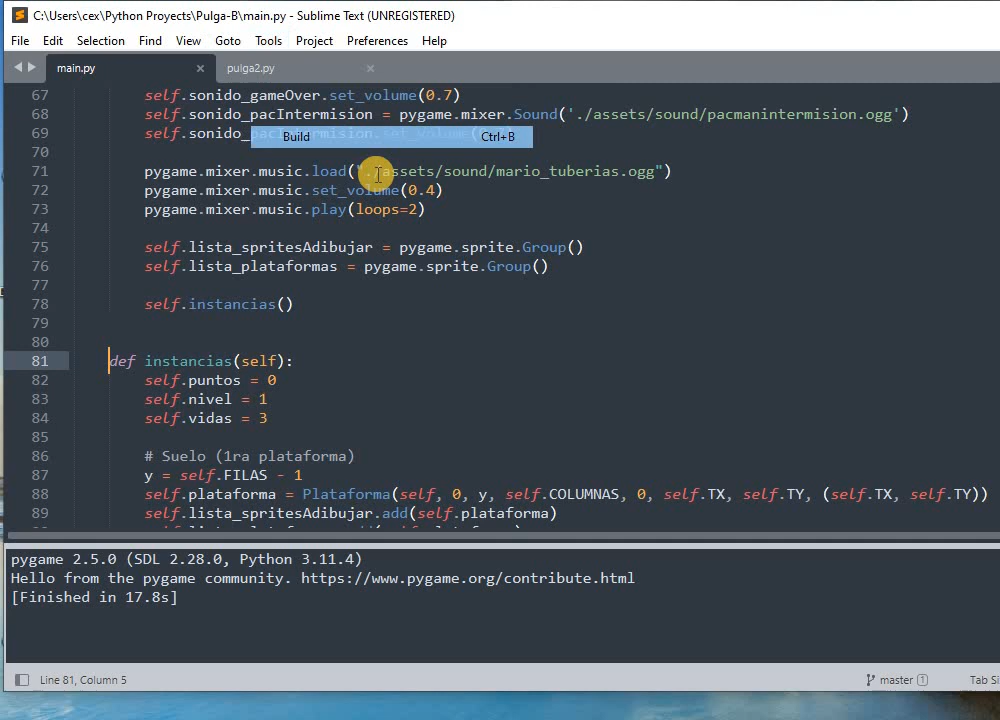 C:\Users\cex\Python Proyects\Pulga-B\main.py - Sublime Text (UNREGISTERED)
File Edit Selection Find View Goto Tools Project Preferences Help
main.py × pulga2.py ×
67 self.sonido_gameOver.set_volume(0.7)
68 self.sonido_pacIntermision = pygame.mixer.Sound('./assets/sound/pacmanintermision.ogg')
69 self.sonido_pacIntermision.set_volume(
Build Ctrl+B
70
71 pygame.mixer.music.load("./assets/sound/mario_tuberias.ogg")
72 pygame.mixer.music.set_volume(0.4)
73 pygame.mixer.music.play(loops=2)
74
75 self.lista_spritesAdibujar = pygame.sprite.Group()
76 self.lista_plataformas = pygame.sprite.Group()
77
78 self.instancias()
79
80
81 def instancias(self):
82 self.puntos = 0
83 self.nivel = 1
84 self.vidas = 3
85
86 # Suelo (1ra plataforma)
87 y = self.FILAS - 1
88 self.plataforma = Plataforma(self, 0, y, self.COLUMNAS, 0, self.TX, self.TY, (self.TX, self.TY))
89 self.lista_spritesAdibujar.add(self.plataforma)
pygame 2.5.0 (SDL 2.28.0, Python 3.11.4)
Hello from the pygame community. https://www.pygame.org/contribute.html
[Finished in 17.8s]
Line 81, Column 5 master 1 Tab Si